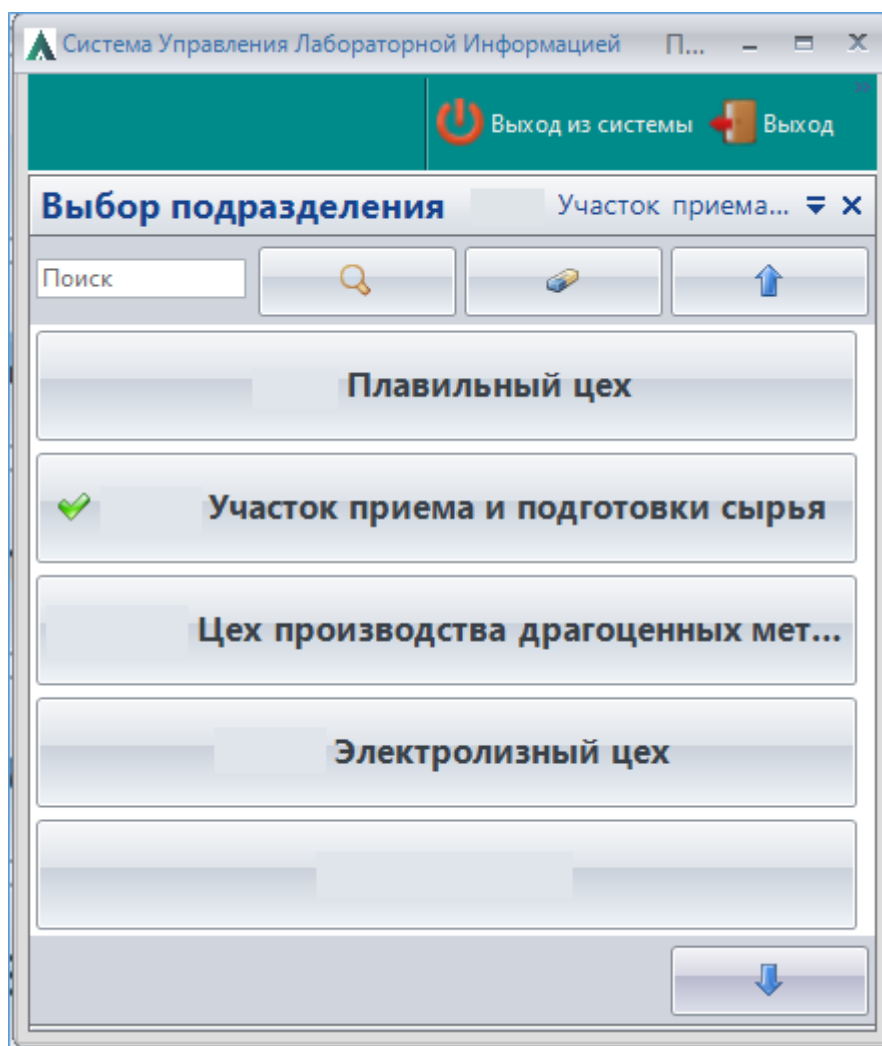 Система Управления Лабораторной Информацией П...
Выход из системы Выход
Выбор подразделения Участок приема...
Поиск
Плавильный цех
Участок приема и подготовки сырья
Цех производства драгоценных мет...
Электролизный цех